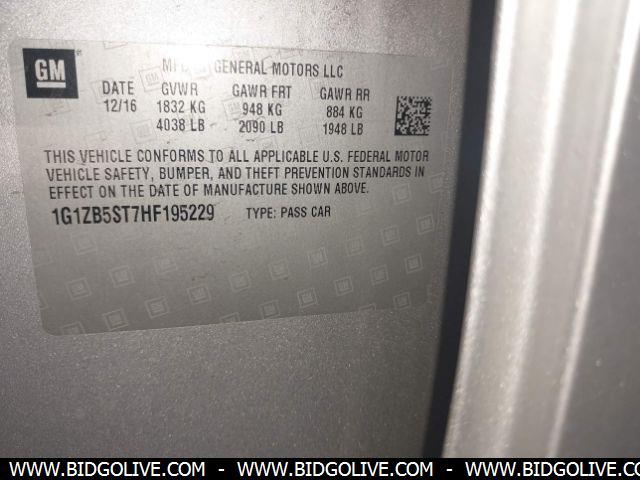 GM
MFD BY GENERAL MOTORS LLC
DATE GVWR GAWR FRT GAWR RR
12/16 1832 KG 948 KG 884 KG
4038 LB 2090 LB 1948 LB
THIS VEHICLE CONFORMS TO ALL APPLICABLE U.S. FEDERAL MOTOR
VEHICLE SAFETY, BUMPER, AND THEFT PREVENTION STANDARDS IN
EFFECT ON THE DATE OF MANUFACTURE SHOWN ABOVE.
1G1ZB5ST7HF195229 TYPE: PASS CAR
WWW.BIDGOLIVE.COM - WWW.BIDGOLIVE.COM - WWW.BIDGOLIVE.COM